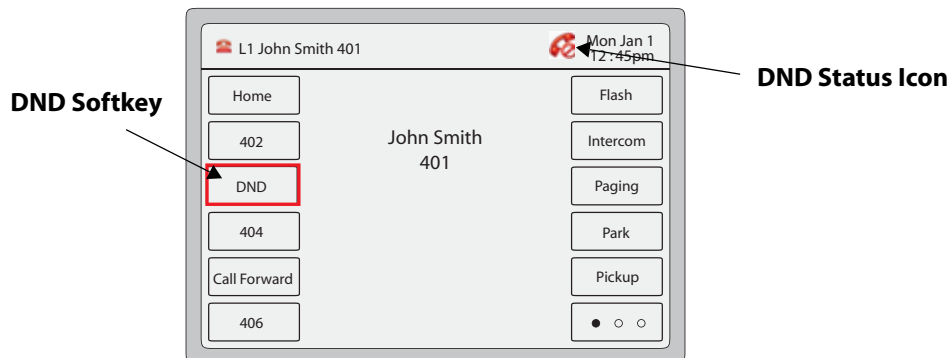 L1 John Smith 401
Mon Jan 1
12 : 45pm
DND Status Icon
DND Softkey
Home
402
DND
404
Call Forward
406
John Smith
401
Flash
Intercom
Paging
Park
Pickup